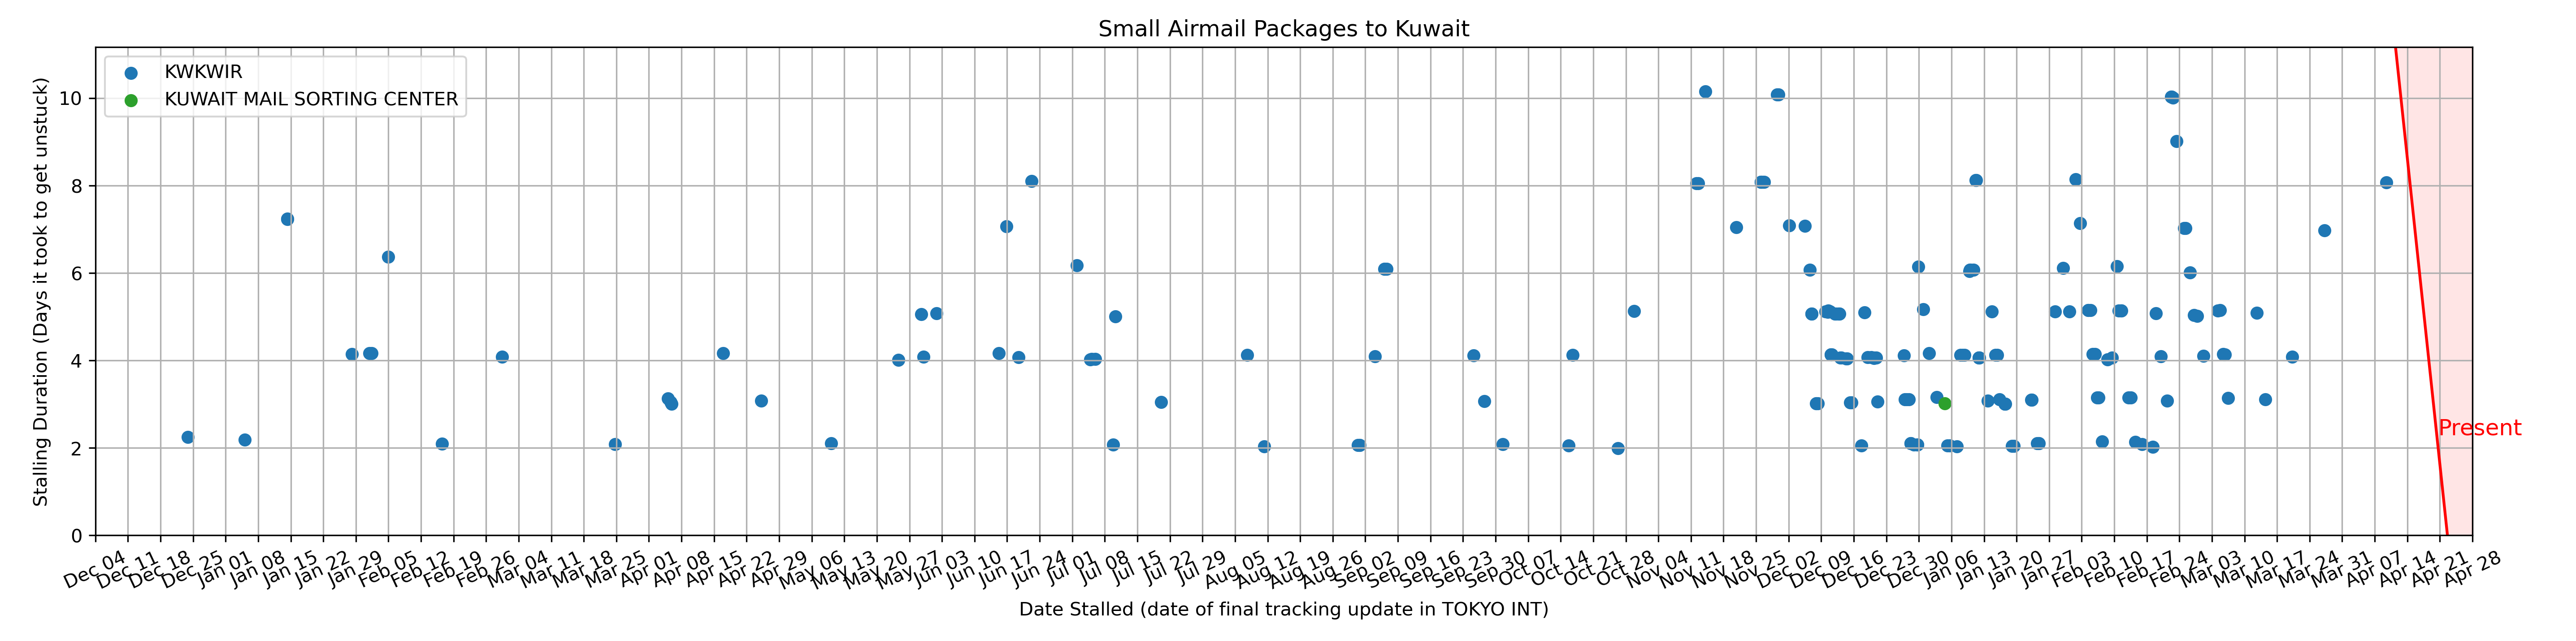 Small Airmail Packages to Kuwait
KWKWIR
KUWAIT MAIL SORTING CENTER
Stalling Duration (Days it took to get unstuck)
10
8
6
4
2
0
Present
Dec 04 Dec 11 Dec 18 Dec 25 Jan 01 Jan 08 Jan 15 Jan 22 Jan 29 Feb 05 Feb 12 Feb 19 Feb 26 Mar 04 Mar 11 Mar 18 Mar 25 Apr 01 Apr 08 Apr 15 Apr 22 Apr 29 May 06 May 13 May 20 May 27 Jun 03 Jun 10 Jun 17 Jun 24 Jul 01 Jul 08 Jul 15 Jul 22 Jul 29 Aug 05 Aug 12 Aug 19 Aug 26 Sep 02 Sep 09 Sep 16 Sep 23 Sep 30 Oct 07 Oct 14 Oct 21 Oct 28 Nov 04 Nov 11 Nov 18 Nov 25 Dec 02 Dec 09 Dec 16 Dec 23 Dec 30 Jan 06 Jan 13 Jan 20 Jan 27 Feb 03 Feb 10 Feb 17 Feb 24 Mar 03 Mar 10 Mar 17 Mar 24 Mar 31 Apr 07 Apr 14 Apr 21 Apr 28
Date Stalled (date of final tracking update in TOKYO INT)